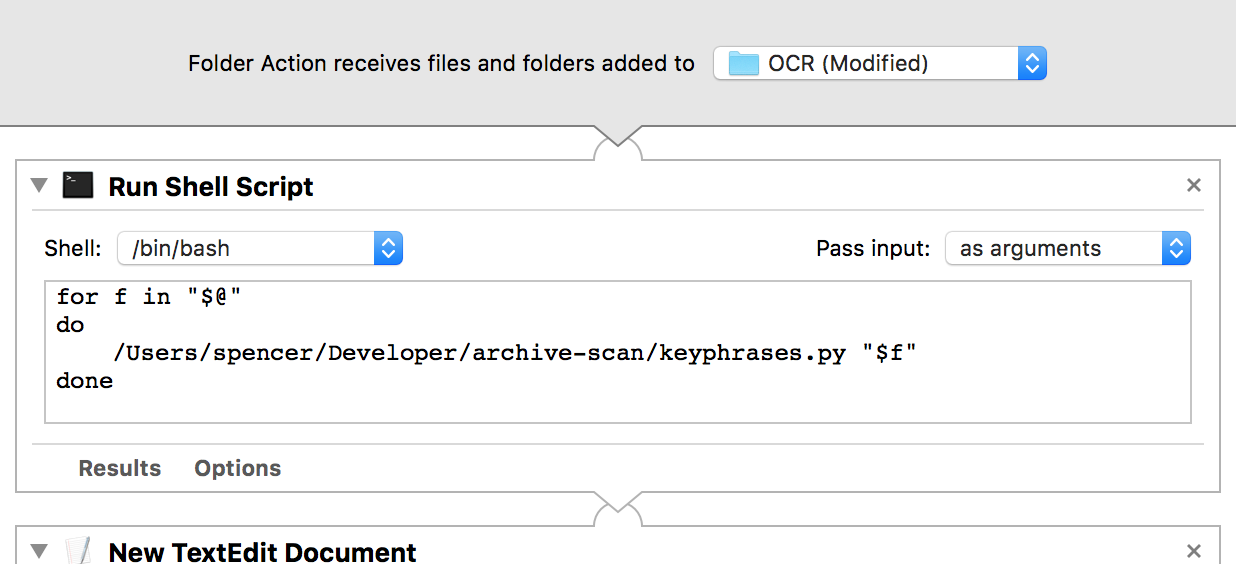 Folder Action receives files and folders added to OCR (Modified)
Run Shell Script
Shell: /bin/bash Pass input: as arguments
for f in "$@"
do
    /Users/spencer/Developer/archive-scan/keyphrases.py "$f"
done
Results Options
New TextEdit Document